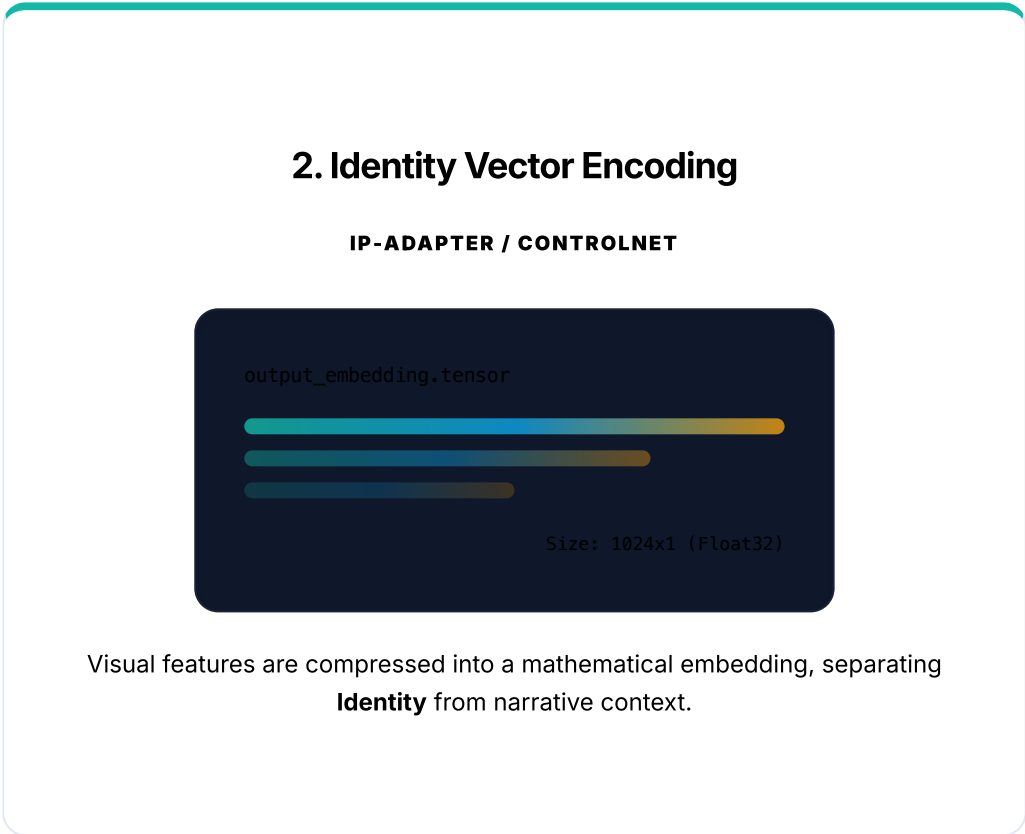 2. Identity Vector Encoding
IP-ADAPTER / CONTROLNET
output_embedding.tensor
Size: 1024x1 (Float32)
Visual features are compressed into a mathematical embedding, separating
Identity from narrative context.